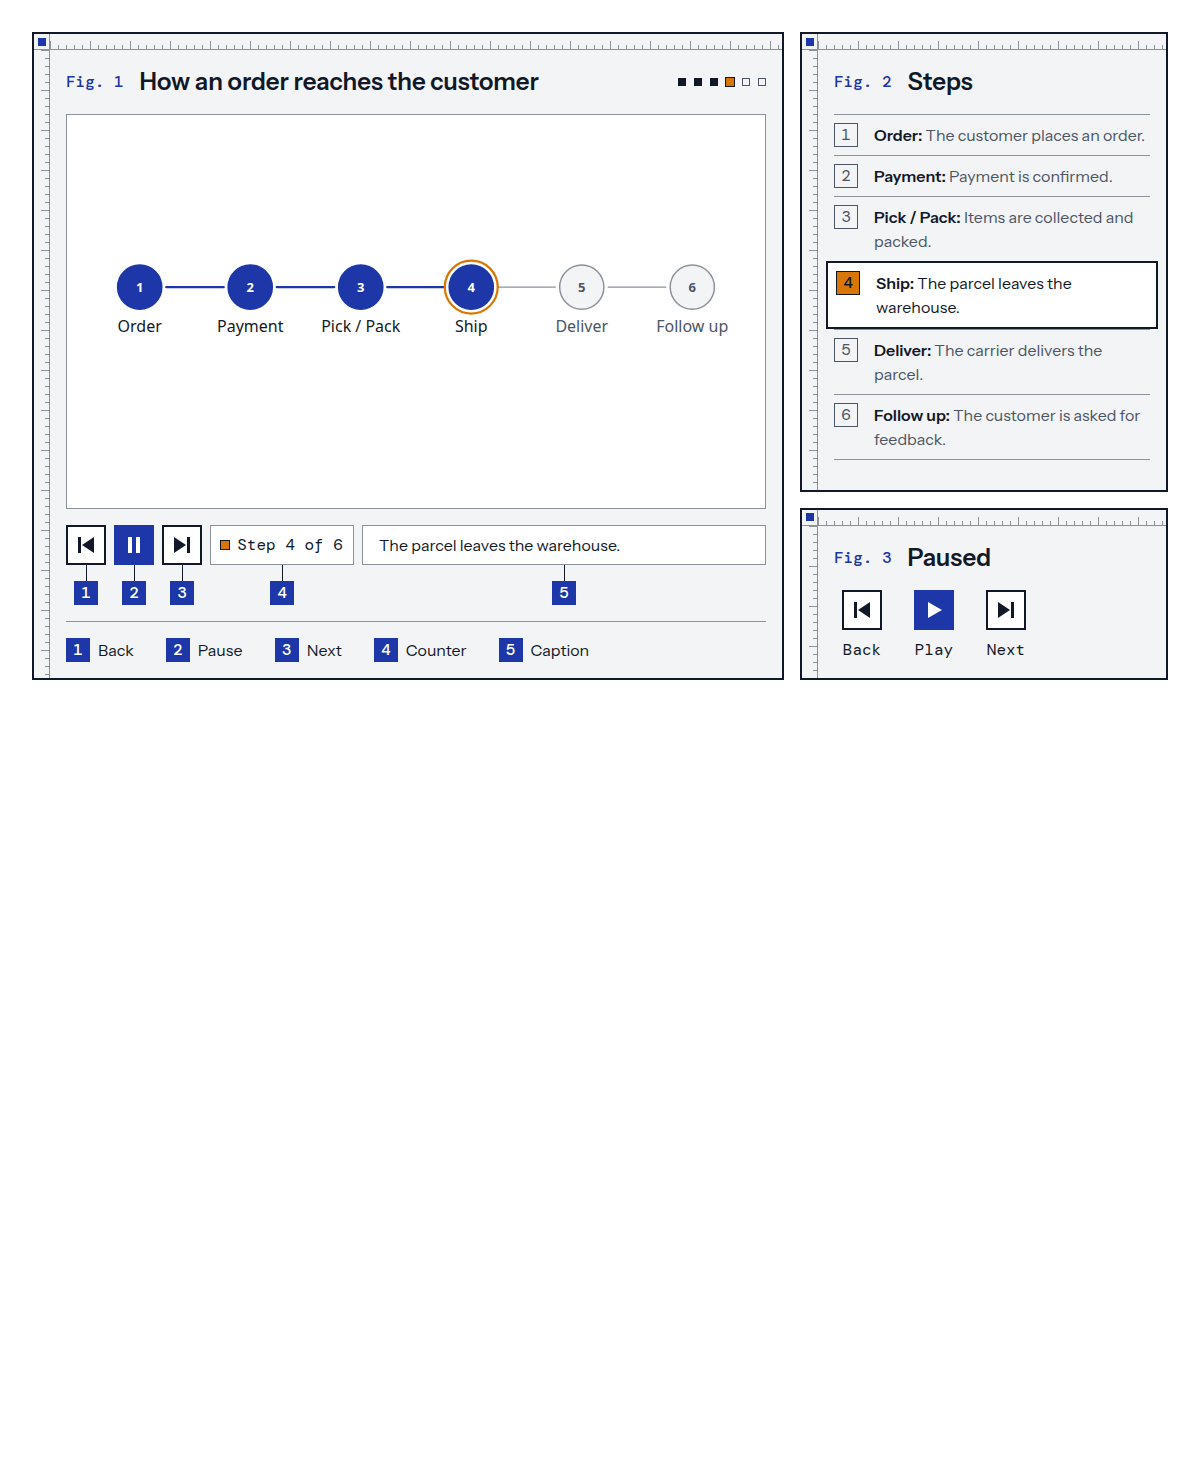 Fig. 1 How an order reaches the customer
1 2 3 4 5 6
Order Payment Pick / Pack Ship Deliver Follow up
Step 4 of 6
The parcel leaves the warehouse.
1 2 3 4 5
1 Back 2 Pause 3 Next 4 Counter 5 Caption
Fig. 2 Steps
1 Order: The customer places an order.
2 Payment: Payment is confirmed.
3 Pick / Pack: Items are collected and
packed.
4 Ship: The parcel leaves the
warehouse.
5 Deliver: The carrier delivers the
parcel.
6 Follow up: The customer is asked for
feedback.
Fig. 3 Paused
Back Play Next